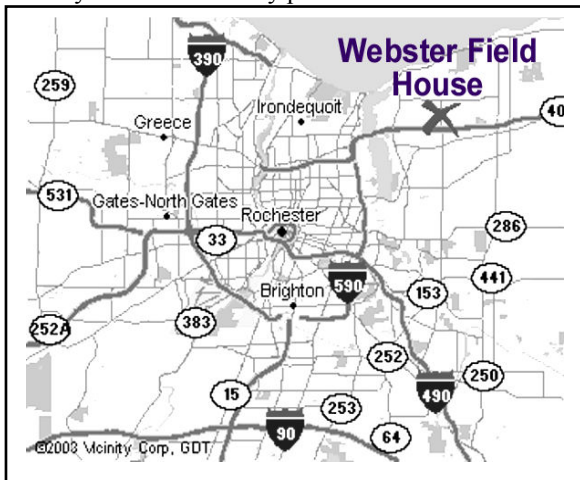 390
Webster Field
House
259
Irondequoit
40
Greece
531
Gates-North Gates
Rochester
33
286
441
590
Brighton
153
383
252A
252
250
15
253
490
90
64
©2003 Vicinity Corp, GDT